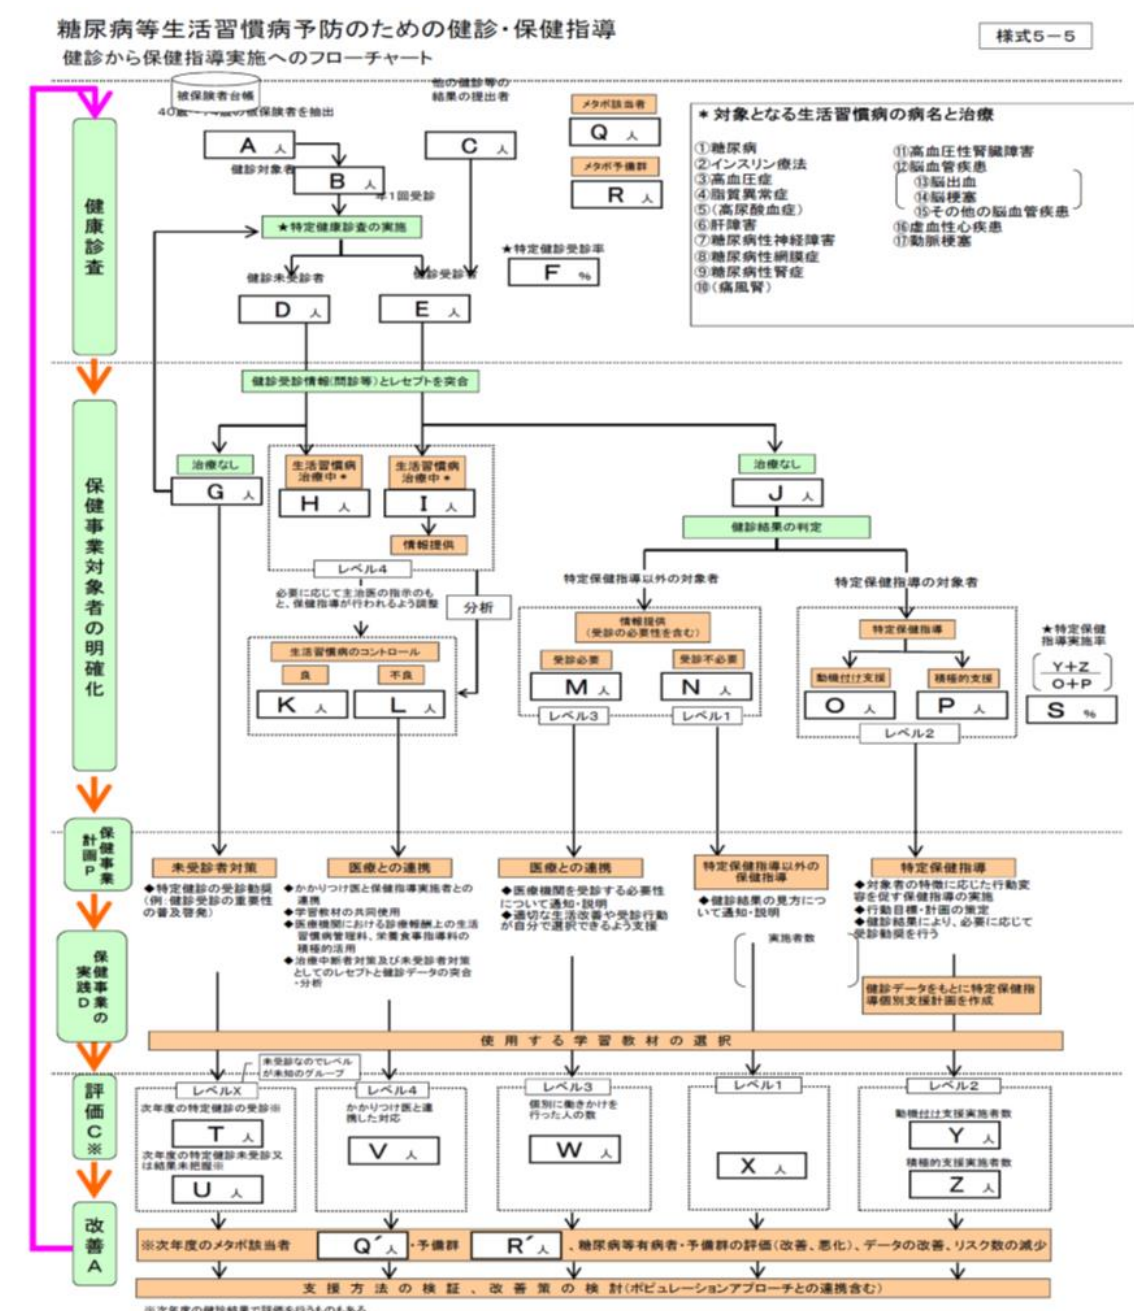 糖尿病等生活習慣病予防のための健診・保健指導
様式5-5
健診から保健指導実施へのフローチャート
被保険者台帳
40歳~74歳の被保険者を抽出
A 人
健診対象者
B 人
年1回受診
他の健診等の
結果の提出者
C 人
メタボ該当者
Q 人
メタボ予備群
R 人
*対象となる生活習慣病の病名と治療
①糖尿病
②インスリン療法
③高血圧症
④脂質異常症
⑤(高尿酸血症)
⑥肝障害
⑦糖尿病性神経障害
⑧糖尿病性網膜症
⑨糖尿病性腎症
⑩(痛風腎)
⑪高血圧性腎臓障害
⑫脳血管疾患
⑬脳出血
⑭脳梗塞
⑮その他の脳血管疾患
⑯虚血性心疾患
⑰動脈梗塞
健康診査
★特定健康診査の実施
★特定健診受診率
F %
健診未受診者
D 人
健診受診者
E 人
健診受診情報(問診等)とレセプトを突合
保健事業対象者の明確化
治療なし
G 人
生活習慣病
治療中*
H 人
生活習慣病
治療中*
I 人
情報提供
レベル4
必要に応じて主治医の指示のも
と、保健指導が行われるよう調整
分析
生活習慣病のコントロール
良
不良
K 人
L 人
治療なし
J 人
健診結果の判定
特定保健指導以外の対象者
情報提供
(受診の必要性を含む)
受診必要
受診不必要
M 人
N 人
レベル3
レベル1
特定保健指導の対象者
特定保健指導
動機付け支援
積極的支援
O 人
P 人
レベル2
★特定保健
指導実施率
Y+Z
O+P
S %
保健事業
計画P
未受診者対策
◆特定健診の受診勧奨
(例:健診受診の重要性
の普及啓発)
医療との連携
◆かかりつけ医と保健指導実施者との
連携
◆学習教材の共同使用
◆医療機関における診療報酬上の生活
習慣病管理料、栄養食事指導料の
積極的活用
◆治療中断者対策及び未受診者対策
としてのレセプトと健診データの突合
・分析
医療との連携
◆医療機関を受診する必要性
について通知・説明
◆適切な生活改善や受診行動
が自分で選択できるよう支援
特定保健指導以外の
保健指導
◆健診結果の見方につ
いて通知・説明
実施者数
特定保健指導
◆対象者の特徴に応じた行動変
容を促す保健指導の実施
◆行動目標・計画の策定
◆健診結果により、必要に応じて
受診勧奨を行う
健診データをもとに特定保健指
導個別支援計画を作成
保健事業の
実践D
使用する学習教材の選択
評価C※
未受診なのでレベル
が未知のグループ
レベルX
次年度の特定健診の受診※
T 人
次年度の特定健診未受診又
は結果未把握※
U 人
レベル4
かかりつけ医と連
携した対応
V 人
レベル3
個別に働きかけを
行った人の数
W 人
レベル1
X 人
レベル2
動機付け支援実施者数
Y 人
積極的支援実施者数
Z 人
改善A
※次年度のメタボ該当者 Q´人・予備群 R´人、糖尿病等有病者・予備群の評価(改善、悪化)、データの改善、リスク数の減少
支援方法の検証、改善策の検討(ポピュレーションアプローチとの連携含む)
※次年度の健診結果で評価を行うものもある